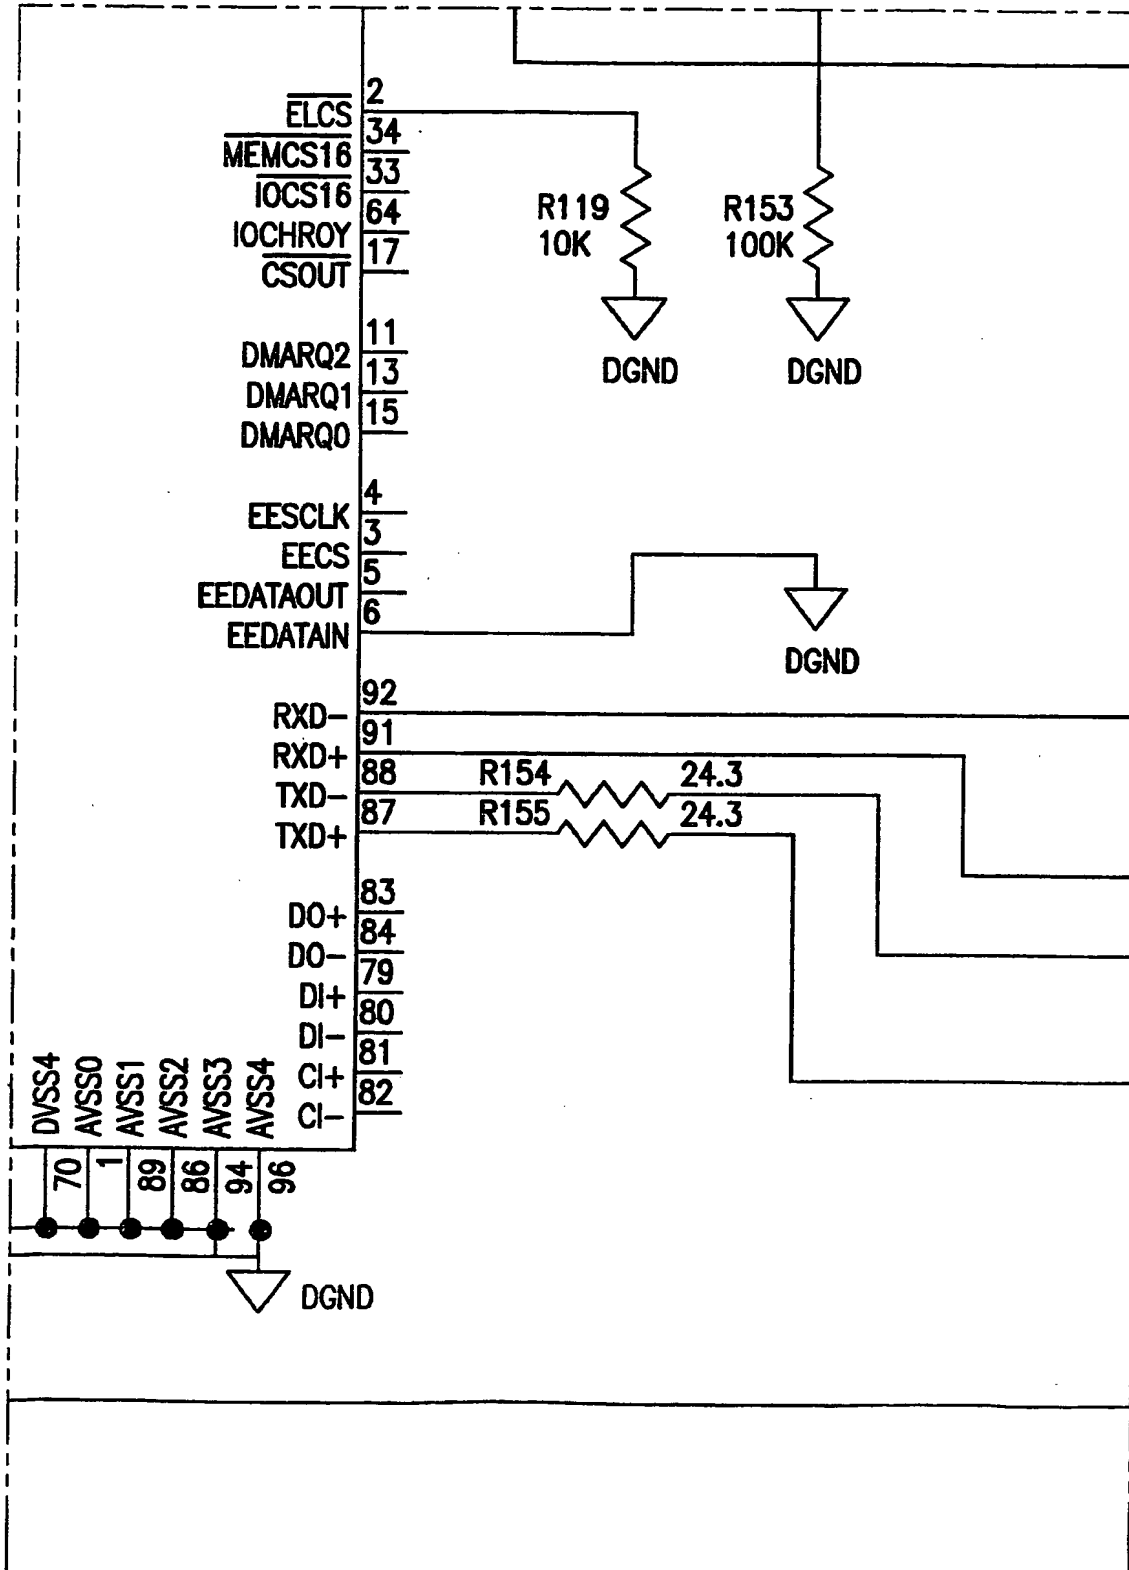 2
ELCS
34
MEMCS16
33
IOCS16
64
IOCHROY
17
CSOUT
R119
10K
R153
100K
DGND
DGND
11
DMARQ2
13
DMARQ1
15
DMARQ0
4
EESCLK
3
EECS
5
EEDATAOUT
6
EEDATAIN
DGND
92
RXD-
91
RXD+
88
TXD-
R154
24.3
87
TXD+
R155
24.3
83
DO+
84
DO-
79
DI+
80
DI-
81
CI+
82
CI-
DVSS4
AVSS0
AVSS1
AVSS2
AVSS3
AVSS4
70
1
89
86
94
96
DGND